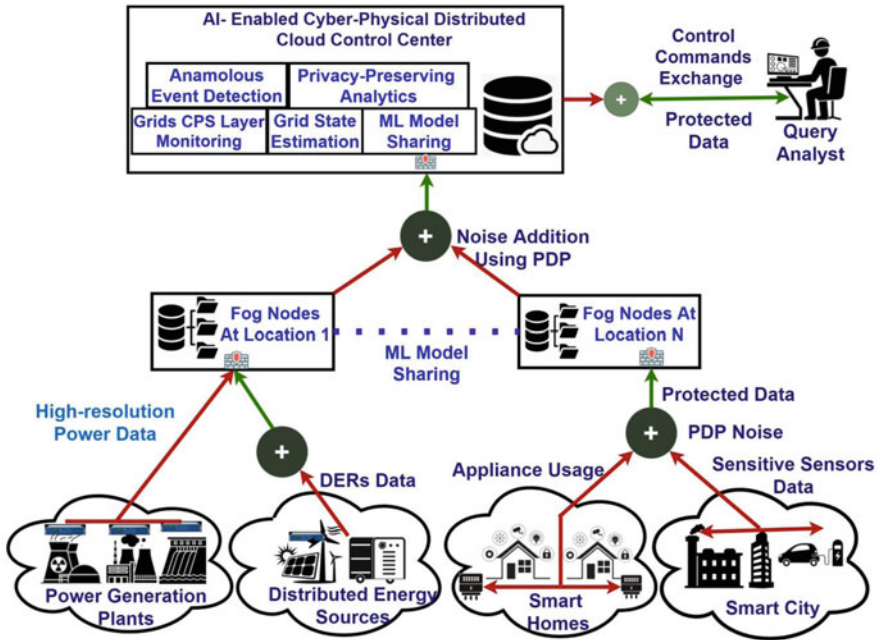 AI- Enabled Cyber-Physical Distributed
Cloud Control Center
Anamolous
Event Detection
Privacy-Preserving
Analytics
Grids CPS Layer
Monitoring
Grid State
Estimation
ML Model
Sharing
+
Control
Commands
Exchange
Protected
Data
Query
Analyst
+
Noise Addition
Using PDP
Fog Nodes
At Location 1
ML Model
Sharing
Fog Nodes At
Location N
High-resolution
Power Data
+
DERs Data
Protected Data
+
PDP Noise
Appliance Usage
Sensitive Sensors
Data
Power Generation
Plants
Distributed Energy
Sources
Smart
Homes
Smart City